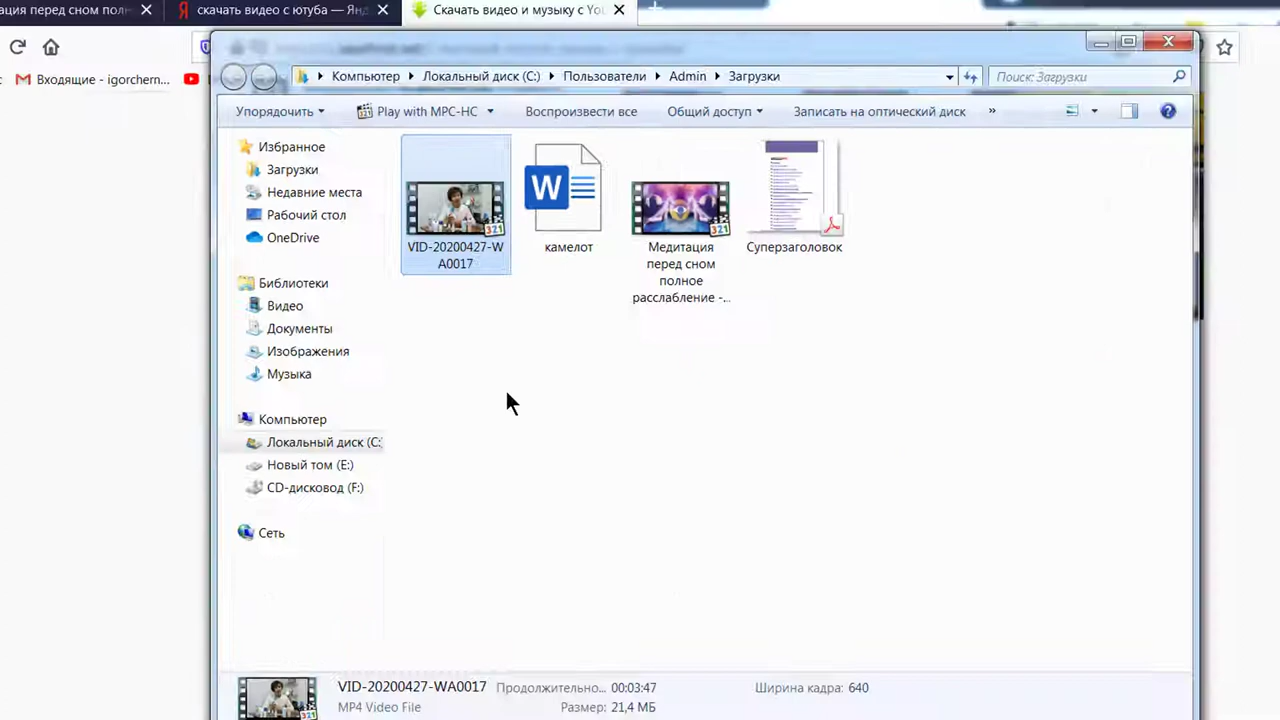 ация перед сном полн
скачать видео с ютуба — Янд
Скачать видео и музыку с You
Входящие - igorchern...
Компьютер
Локальный диск (C:)
Пользователи
Admin
Загрузки
Поиск: Загрузки
Упорядочить
Play with MPC-HC
Воспроизвести все
Общий доступ
Записать на оптический диск
»
Избранное
Загрузки
Недавние места
Рабочий стол
OneDrive
Библиотеки
Видео
Документы
Изображения
Музыка
Компьютер
Локальный диск (C:
Новый том (E:)
CD-дисковод (F:)
Сеть
321
VID-20200427-W
A0017
W
камелот
321
Медитация
перед сном
полное
расслабление -...
Суперзаголовок
321
VID-20200427-WA0017
Продолжительно... 00:03:47
Ширина кадра: 640
MP4 Video File
Размер: 21,4 МБ